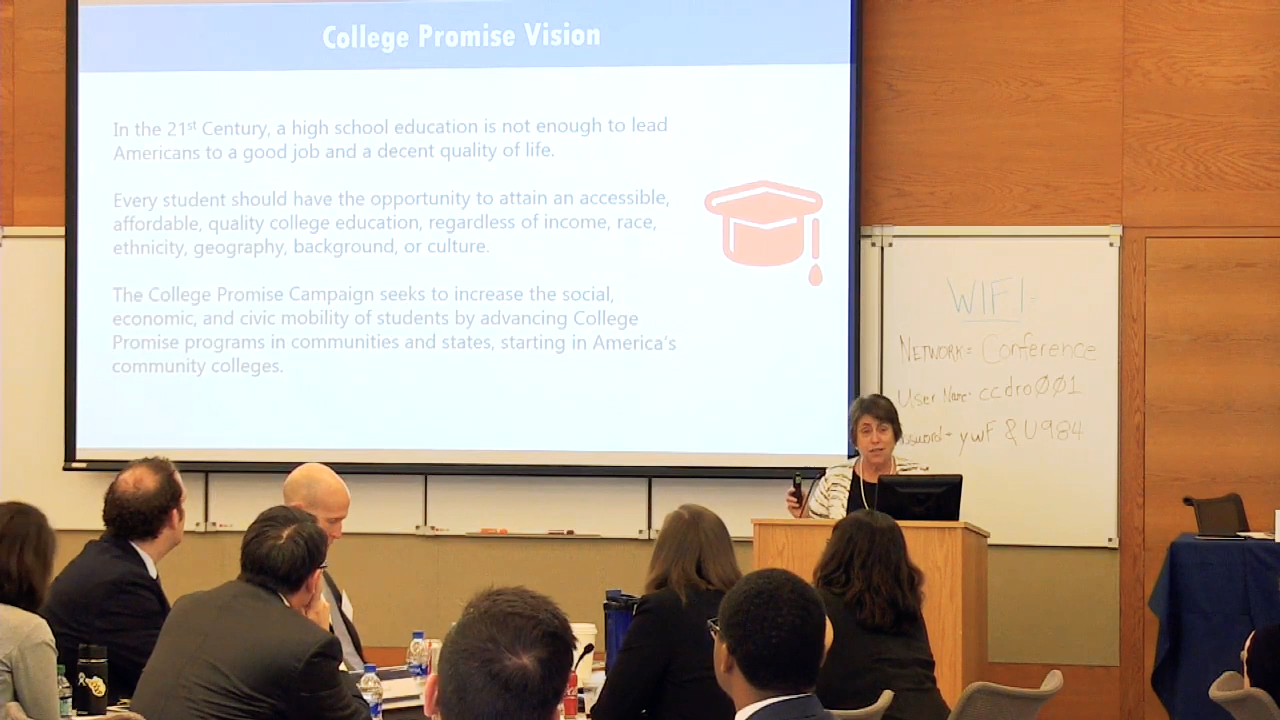 College Promise Vision
In the 21st Century, a high school education is not enough to lead
Americans to a good job and a decent quality of life.
Every student should have the opportunity to attain an accessible,
affordable, quality college education, regardless of income, race,
ethnicity, geography, background, or culture.
The College Promise Campaign seeks to increase the social,
economic, and civic mobility of students by advancing College
Promise programs in communities and states, starting in America's
community colleges.
WIFI:
NETWORK= Conference
User Name= ccdro001
ywF&U984